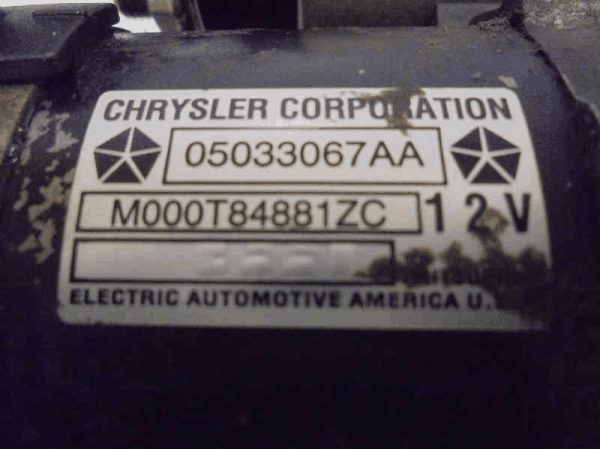 CHRYSLER CORPORATION
05033067AA
M000T84881ZC 12V
ELECTRIC AUTOMOTIVE AMERICA U.